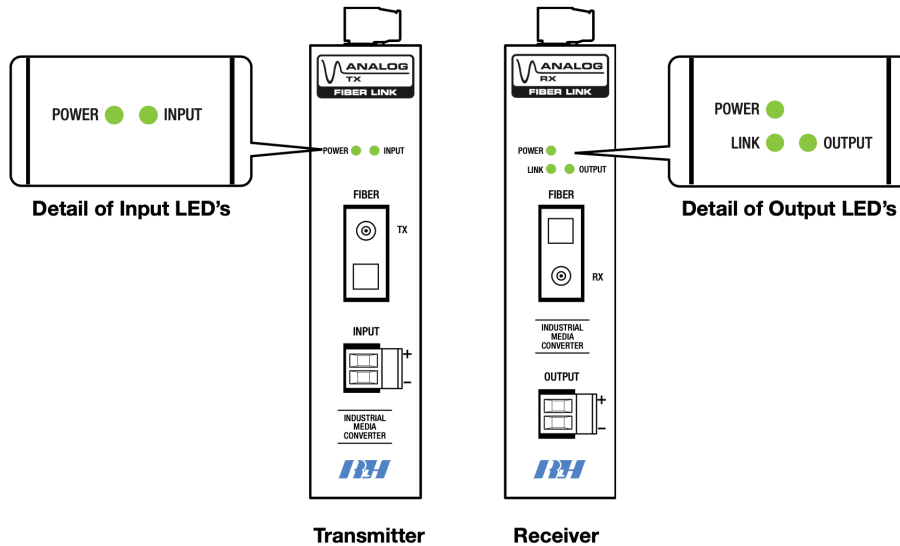 POWER INPUT
Detail of Input LED's
ANALOG
TX
FIBER LINK
POWER INPUT
FIBER
TX
INPUT
+
–
INDUSTRIAL
MEDIA
CONVERTER
Transmitter
ANALOG
RX
FIBER LINK
POWER
LINK OUTPUT
FIBER
RX
INDUSTRIAL
MEDIA
CONVERTER
OUTPUT
+
–
Receiver
POWER
LINK OUTPUT
Detail of Output LED's